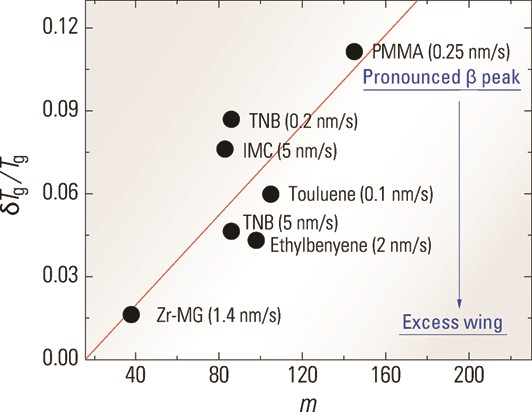 0.12
0.09
0.06
0.03
0.00
δTg/Tg
PMMA (0.25 nm/s)
Pronounced β peak
TNB (0.2 nm/s)
IMC (5 nm/s)
Touluene (0.1 nm/s)
TNB (5 nm/s)
Ethylbenyene (2 nm/s)
Zr-MG (1.4 nm/s)
Excess wing
40 80 120 160 200
m